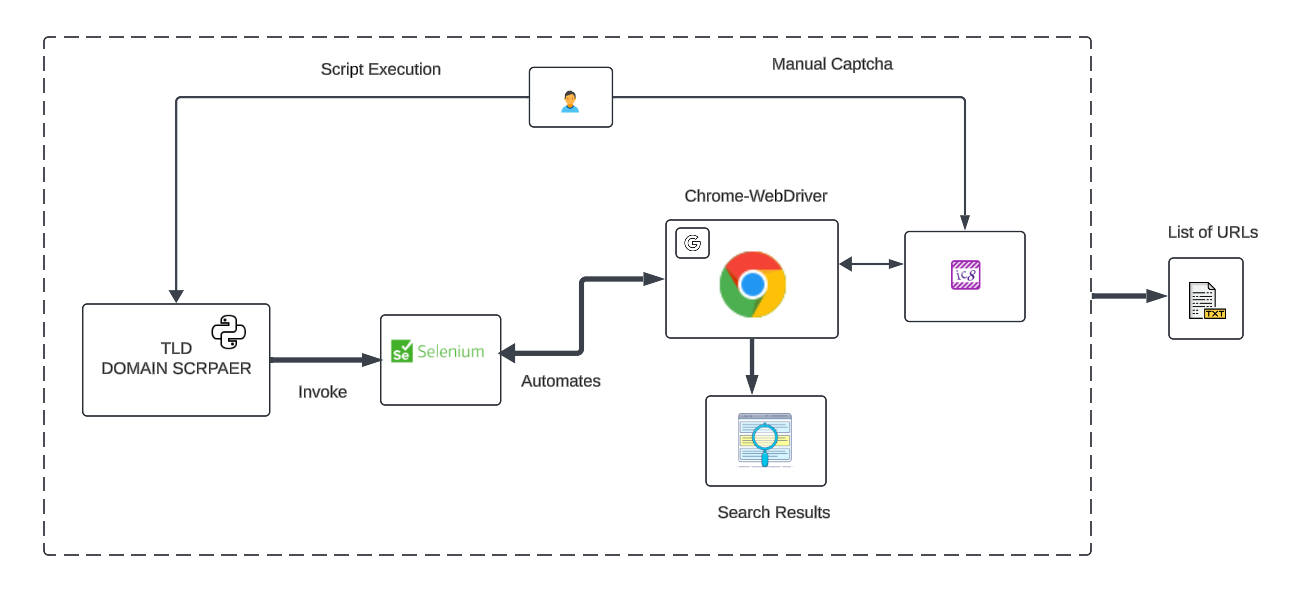 Script Execution
Manual Captcha
Chrome-WebDriver
G
ic8
List of URLs
TXT
TLD
DOMAIN SCRPAER
Se Selenium
Invoke
Automates
Search Results